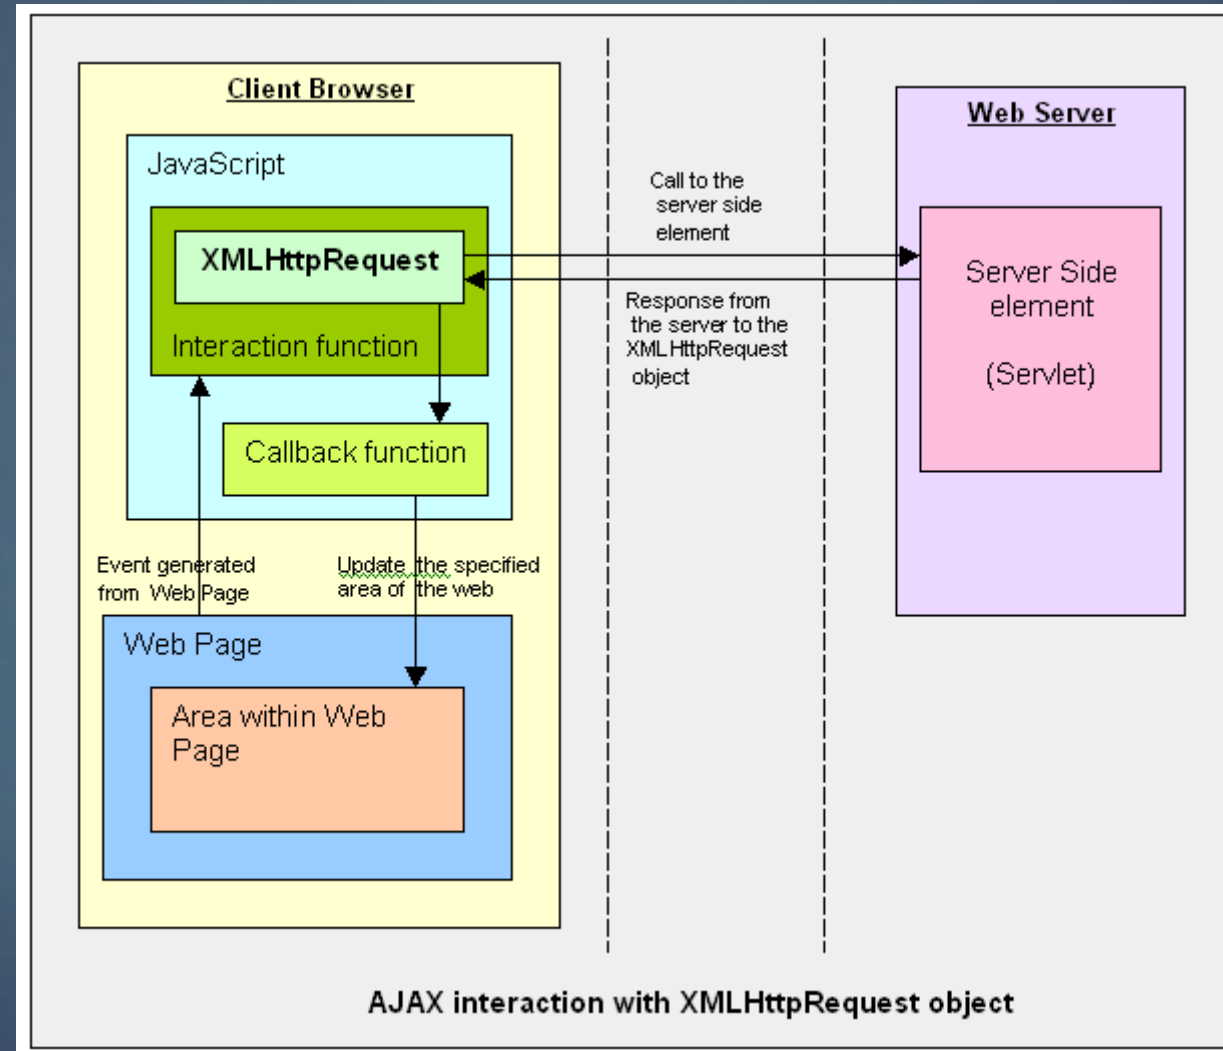 Client Browser
JavaScript
XMLHttpRequest
Interaction function
Callback function
Event generated
from Web Page
Update the specified
area of the web
Web Page
Area within Web
Page
Call to the
server side
element
Response from
the server to the
XMLHttpRequest
object
Web Server
Server Side
element
(Servlet)
AJAX interaction with XMLHttpRequest object